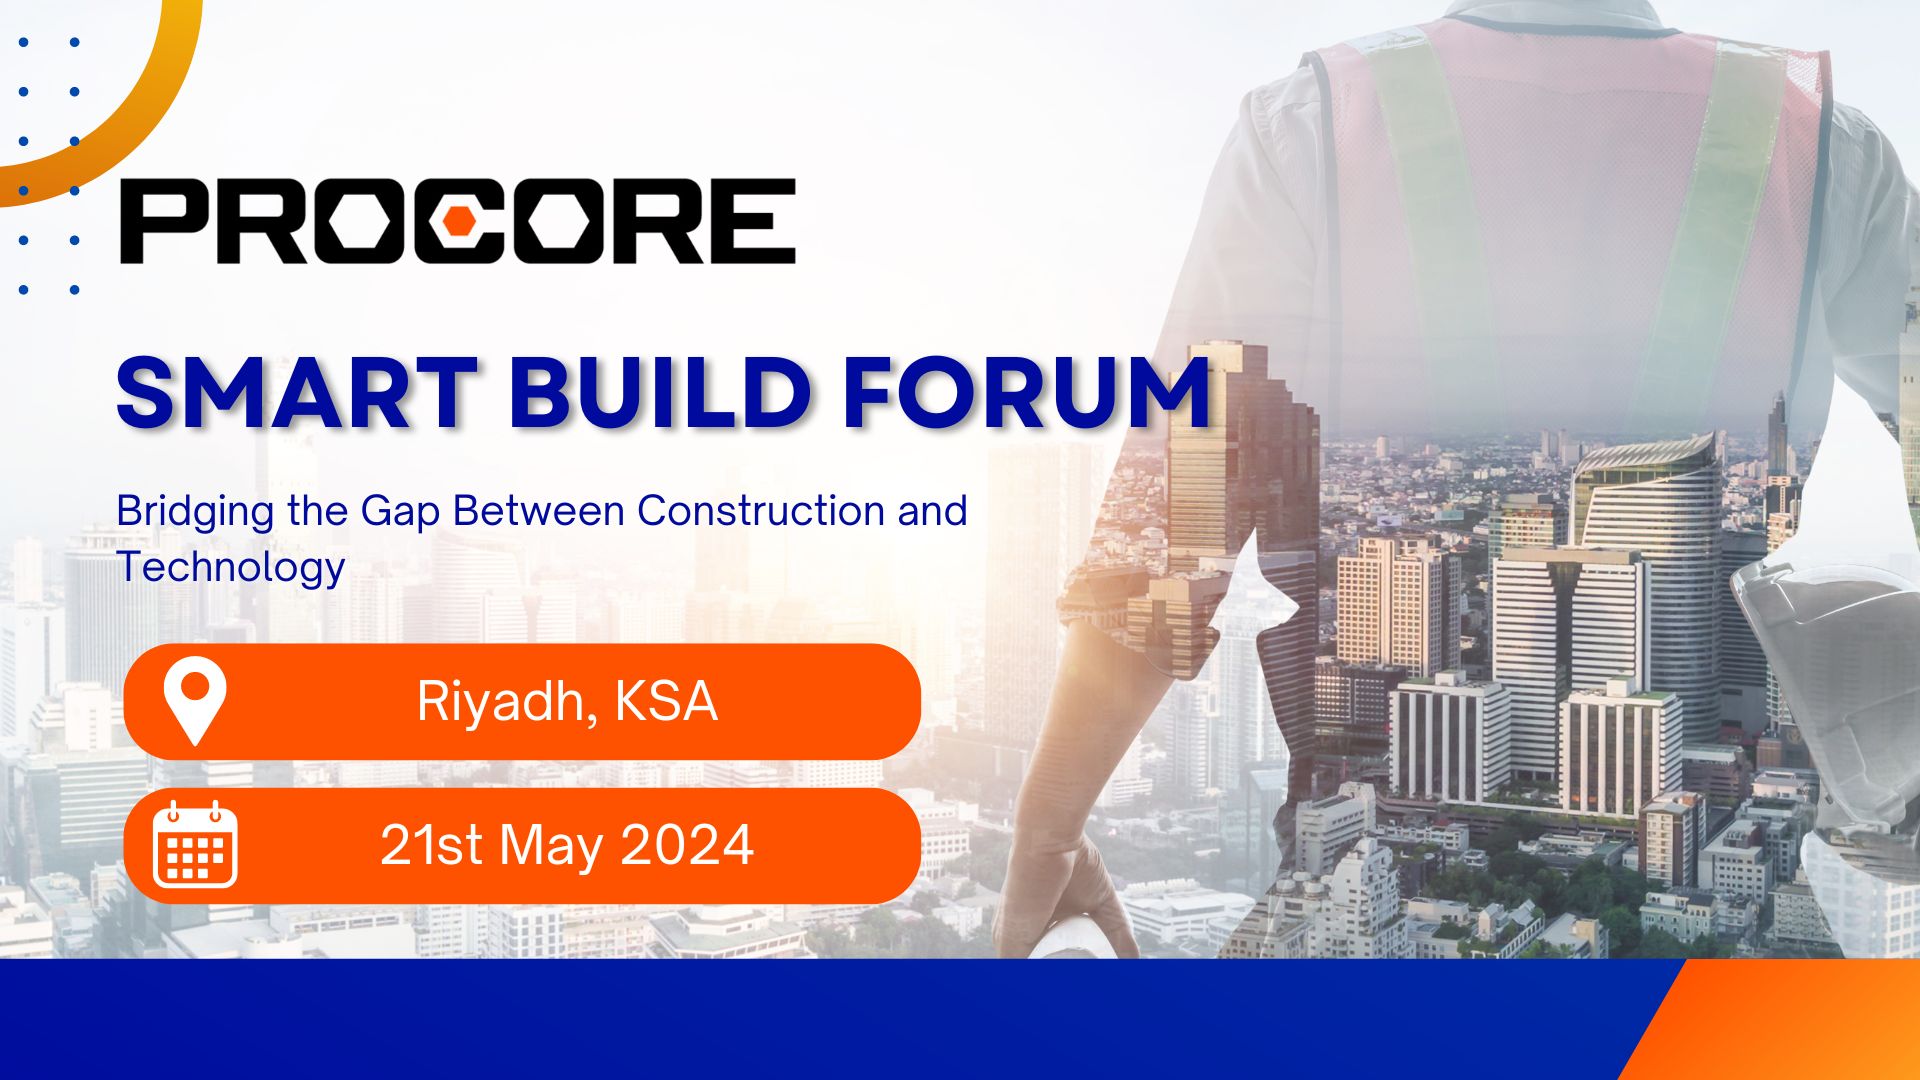 PROCORE
SMART BUILD FORUM
Bridging the Gap Between Construction and
Technology
Riyadh, KSA
21st May 2024